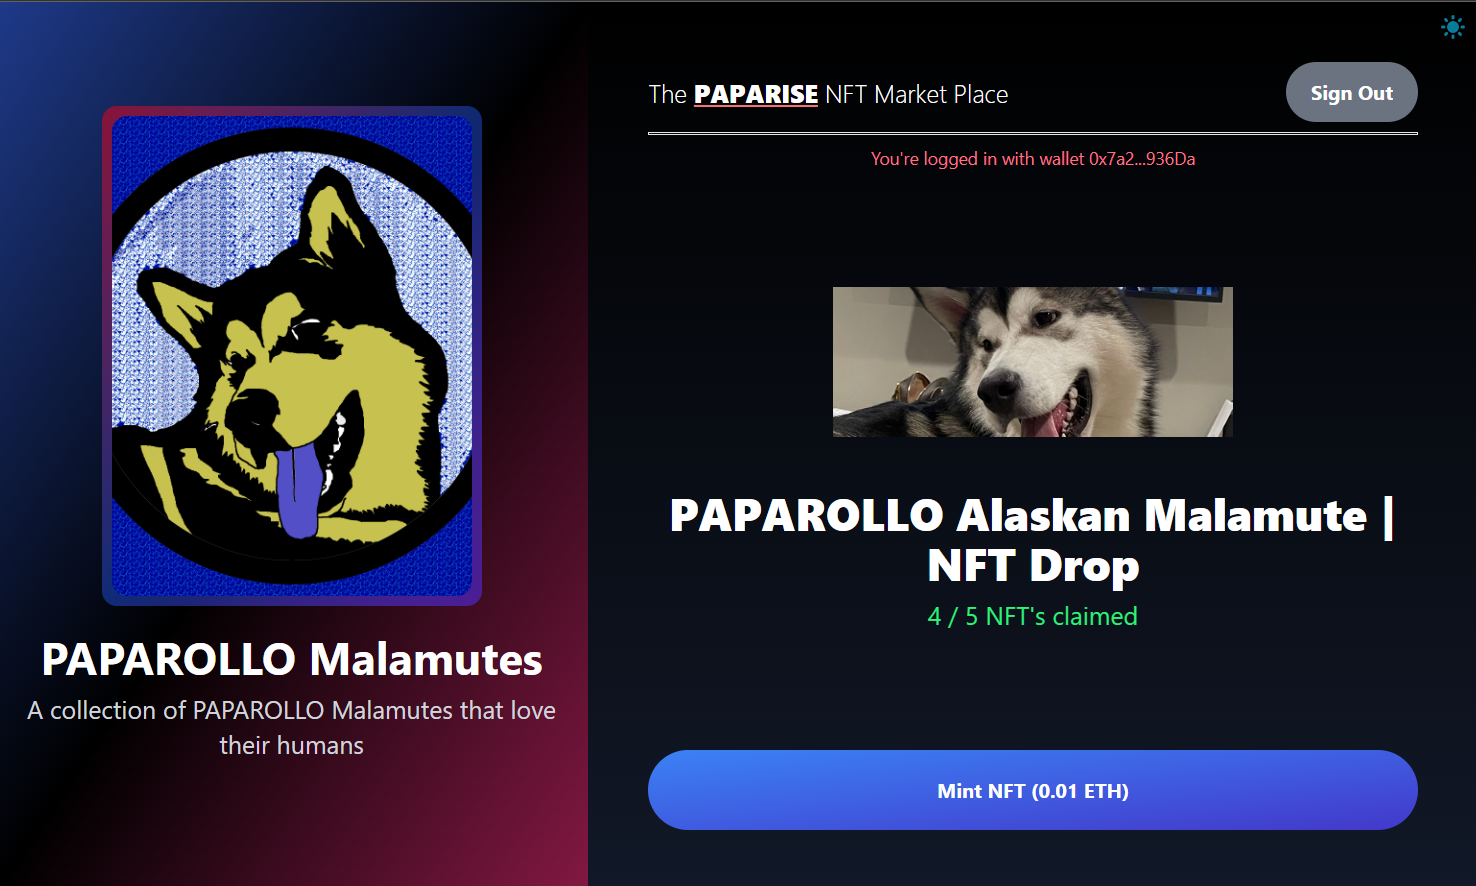 The PAPARISE NFT Market Place
Sign Out
You're logged in with wallet 0x7a2...936Da
PAPAROLLO Alaskan Malamute |
NFT Drop
4 / 5 NFT's claimed
Mint NFT (0.01 ETH)
PAPAROLLO Malamutes
A collection of PAPAROLLO Malamutes that love
their humans